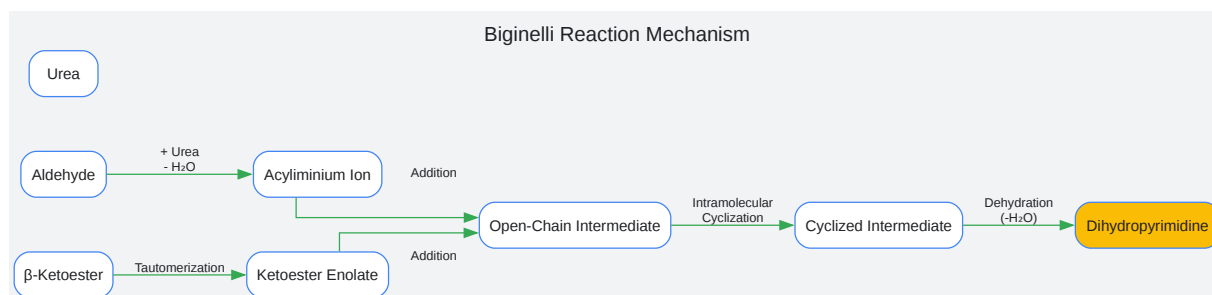 Biginelli Reaction Mechanism
Urea
Aldehyde
+ Urea
- H₂O
Acyliminium Ion
Addition
Open-Chain Intermediate
Intramolecular
Cyclization
Cyclized Intermediate
Dehydration
(-H₂O)
Dihydropyrimidine
β-Ketoester
Tautomerization
Ketoester Enolate
Addition